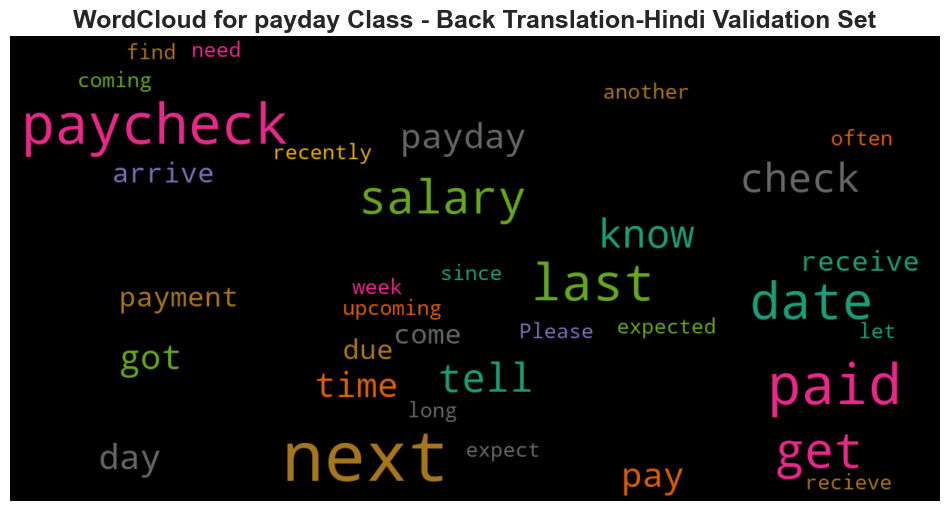 WordCloud for payday Class - Back Translation-Hindi Validation Set
find need
coming
another
paycheck
payday
often
recently
arrive
check
salary
know
receive
since
last
week
date
payment
upcoming
Please
expected
let
come
due
got
tell
time
paid
long
next
get
expect
day
pay
recieve